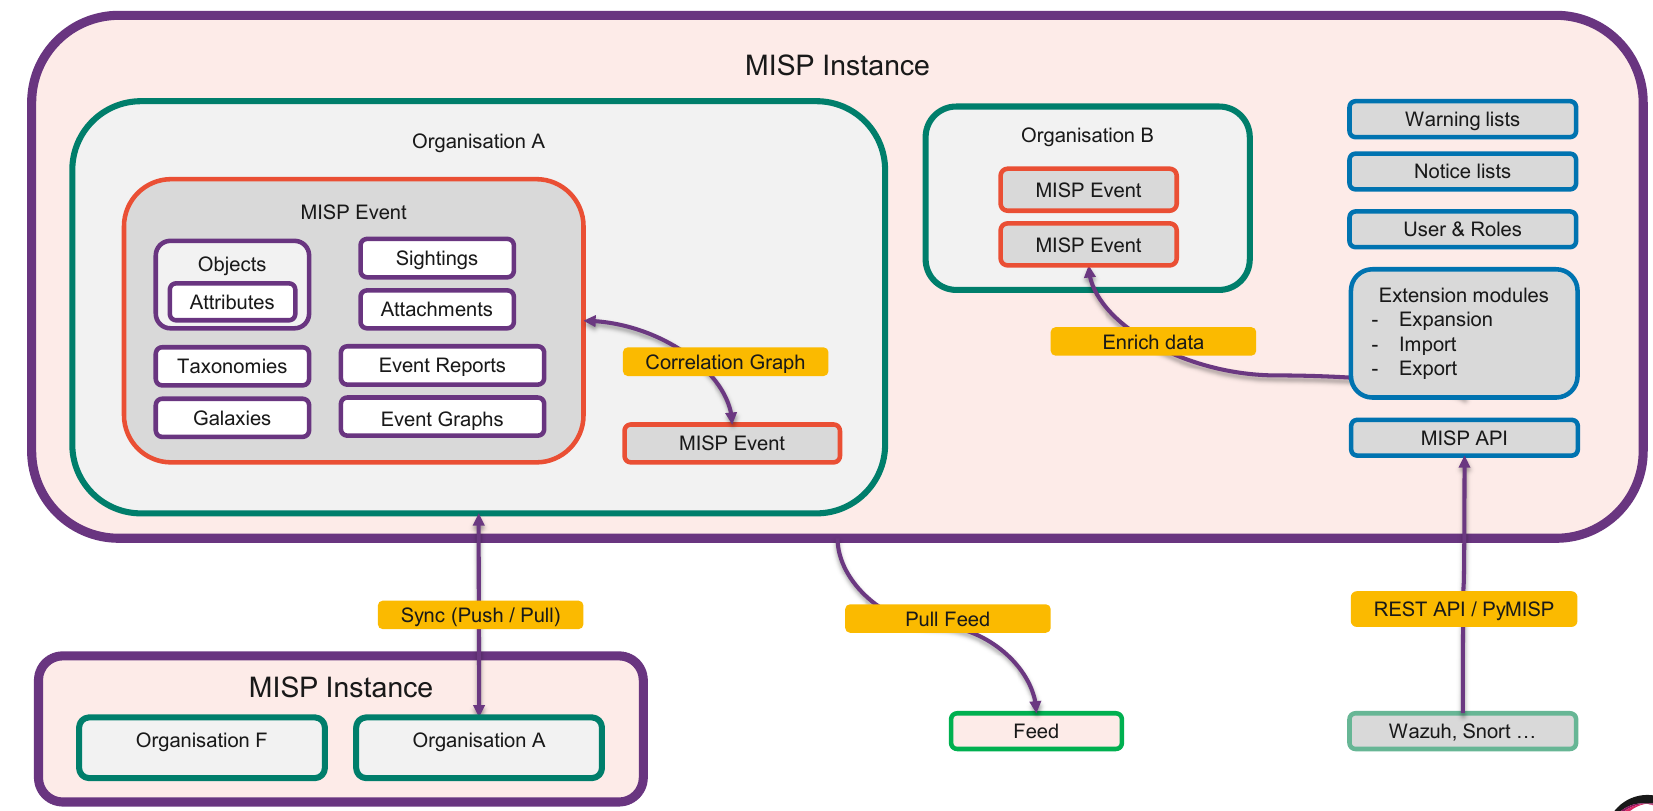 MISP Instance
Organisation A
MISP Event
Objects
Attributes
Taxonomies
Galaxies
Sightings
Attachments
Event Reports
Event Graphs
Correlation Graph
MISP Event
Organisation B
MISP Event
MISP Event
Enrich data
Warning lists
Notice lists
User & Roles
Extension modules
- Expansion
- Import
- Export
MISP API
Sync (Push / Pull)
Pull Feed
REST API / PyMISP
MISP Instance
Organisation F
Organisation A
Feed
Wazuh, Snort …